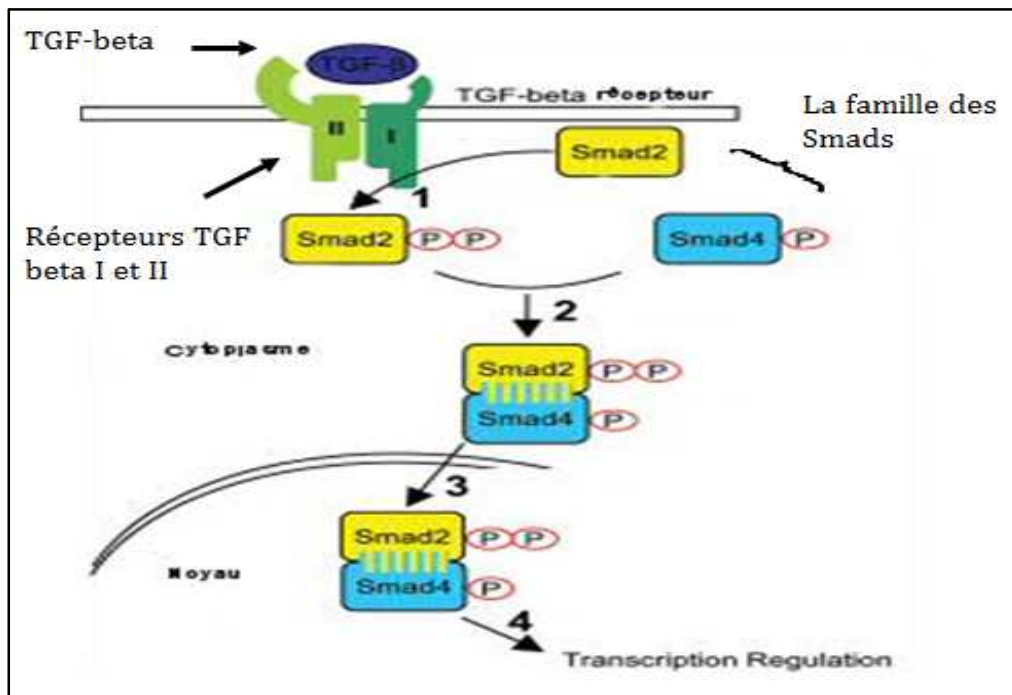 TGF-beta
TGF-β
TGF-beta récepteur
II
I
La famille des
Smads
Smad2
1
Smad2 P P
Smad4 P
Récepteurs TGF
beta I et II
2
Cytoplasme
Smad2 P P
Smad4 P
3
Smad2 P P
Noyau
Smad4 P
4
Transcription Regulation